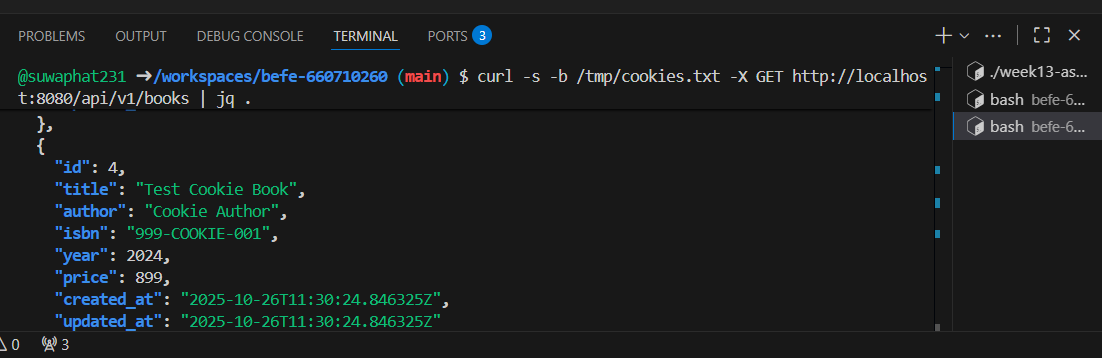 PROBLEMS OUTPUT DEBUG CONSOLE TERMINAL PORTS 3
@suwaphat231 ➜/workspaces/befe-660710260 (main) $ curl -s -b /tmp/cookies.txt -X GET http://localhos
t:8080/api/v1/books | jq .
},
{
"id": 4,
"title": "Test Cookie Book",
"author": "Cookie Author",
"isbn": "999-COOKIE-001",
"year": 2024,
"price": 899,
"created_at": "2025-10-26T11:30:24.846325Z",
"updated_at": "2025-10-26T11:30:24.846325Z"
./week13-as...
bash befe-6...
bash befe-6...
0 3